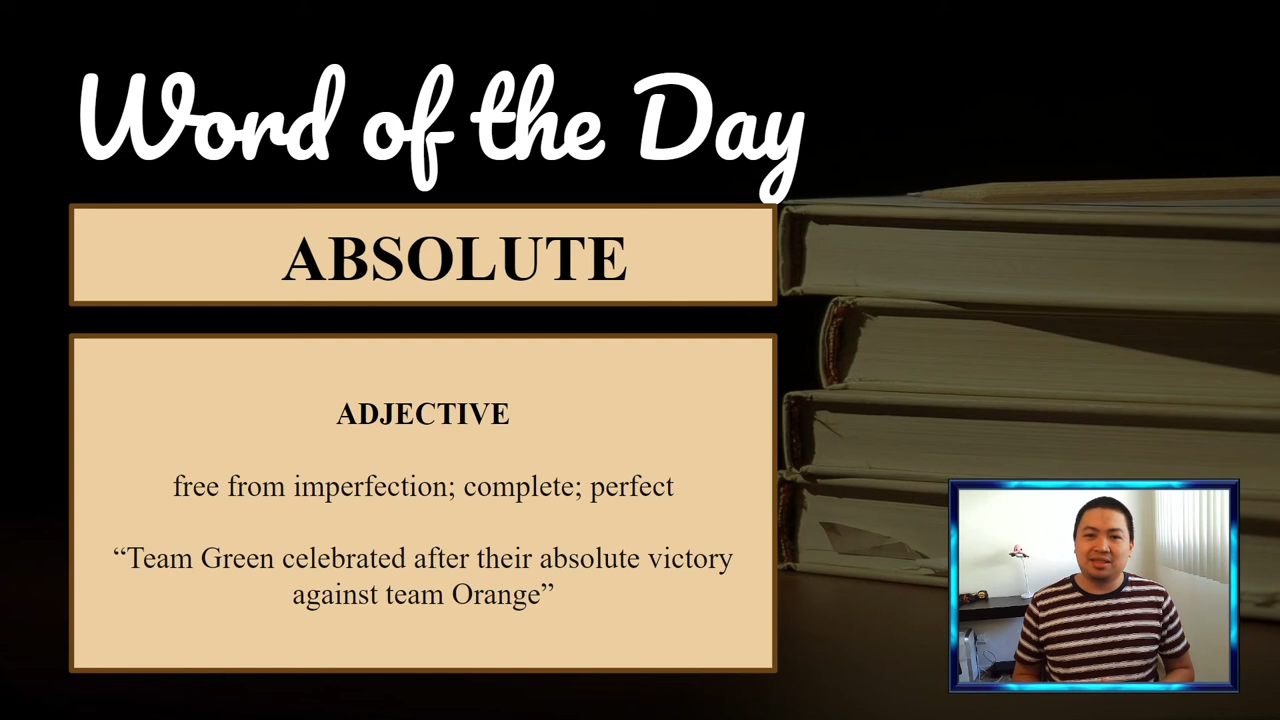 Word of the Day
ABSOLUTE
ADJECTIVE
free from imperfection; complete; perfect
“Team Green celebrated after their absolute victory
against team Orange”